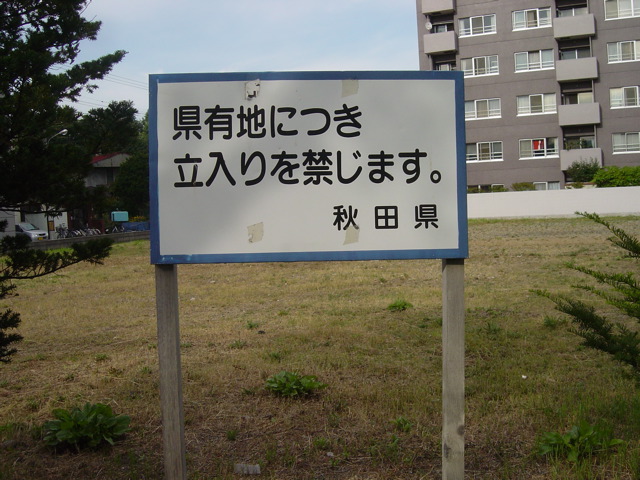 県有地につき
立入りを禁じます。
秋田県